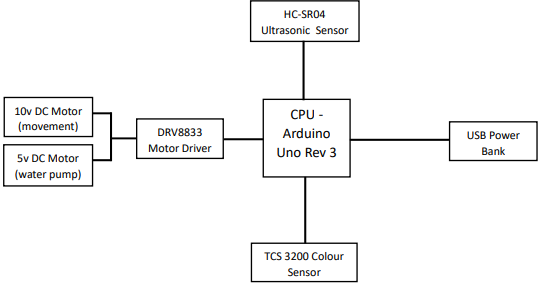 HC-SR04
Ultrasonic Sensor
10v DC Motor
(movement)
5v DC Motor
(water pump)
DRV8833
Motor Driver
CPU -
Arduino
Uno Rev 3
USB Power
Bank
TCS 3200 Colour
Sensor